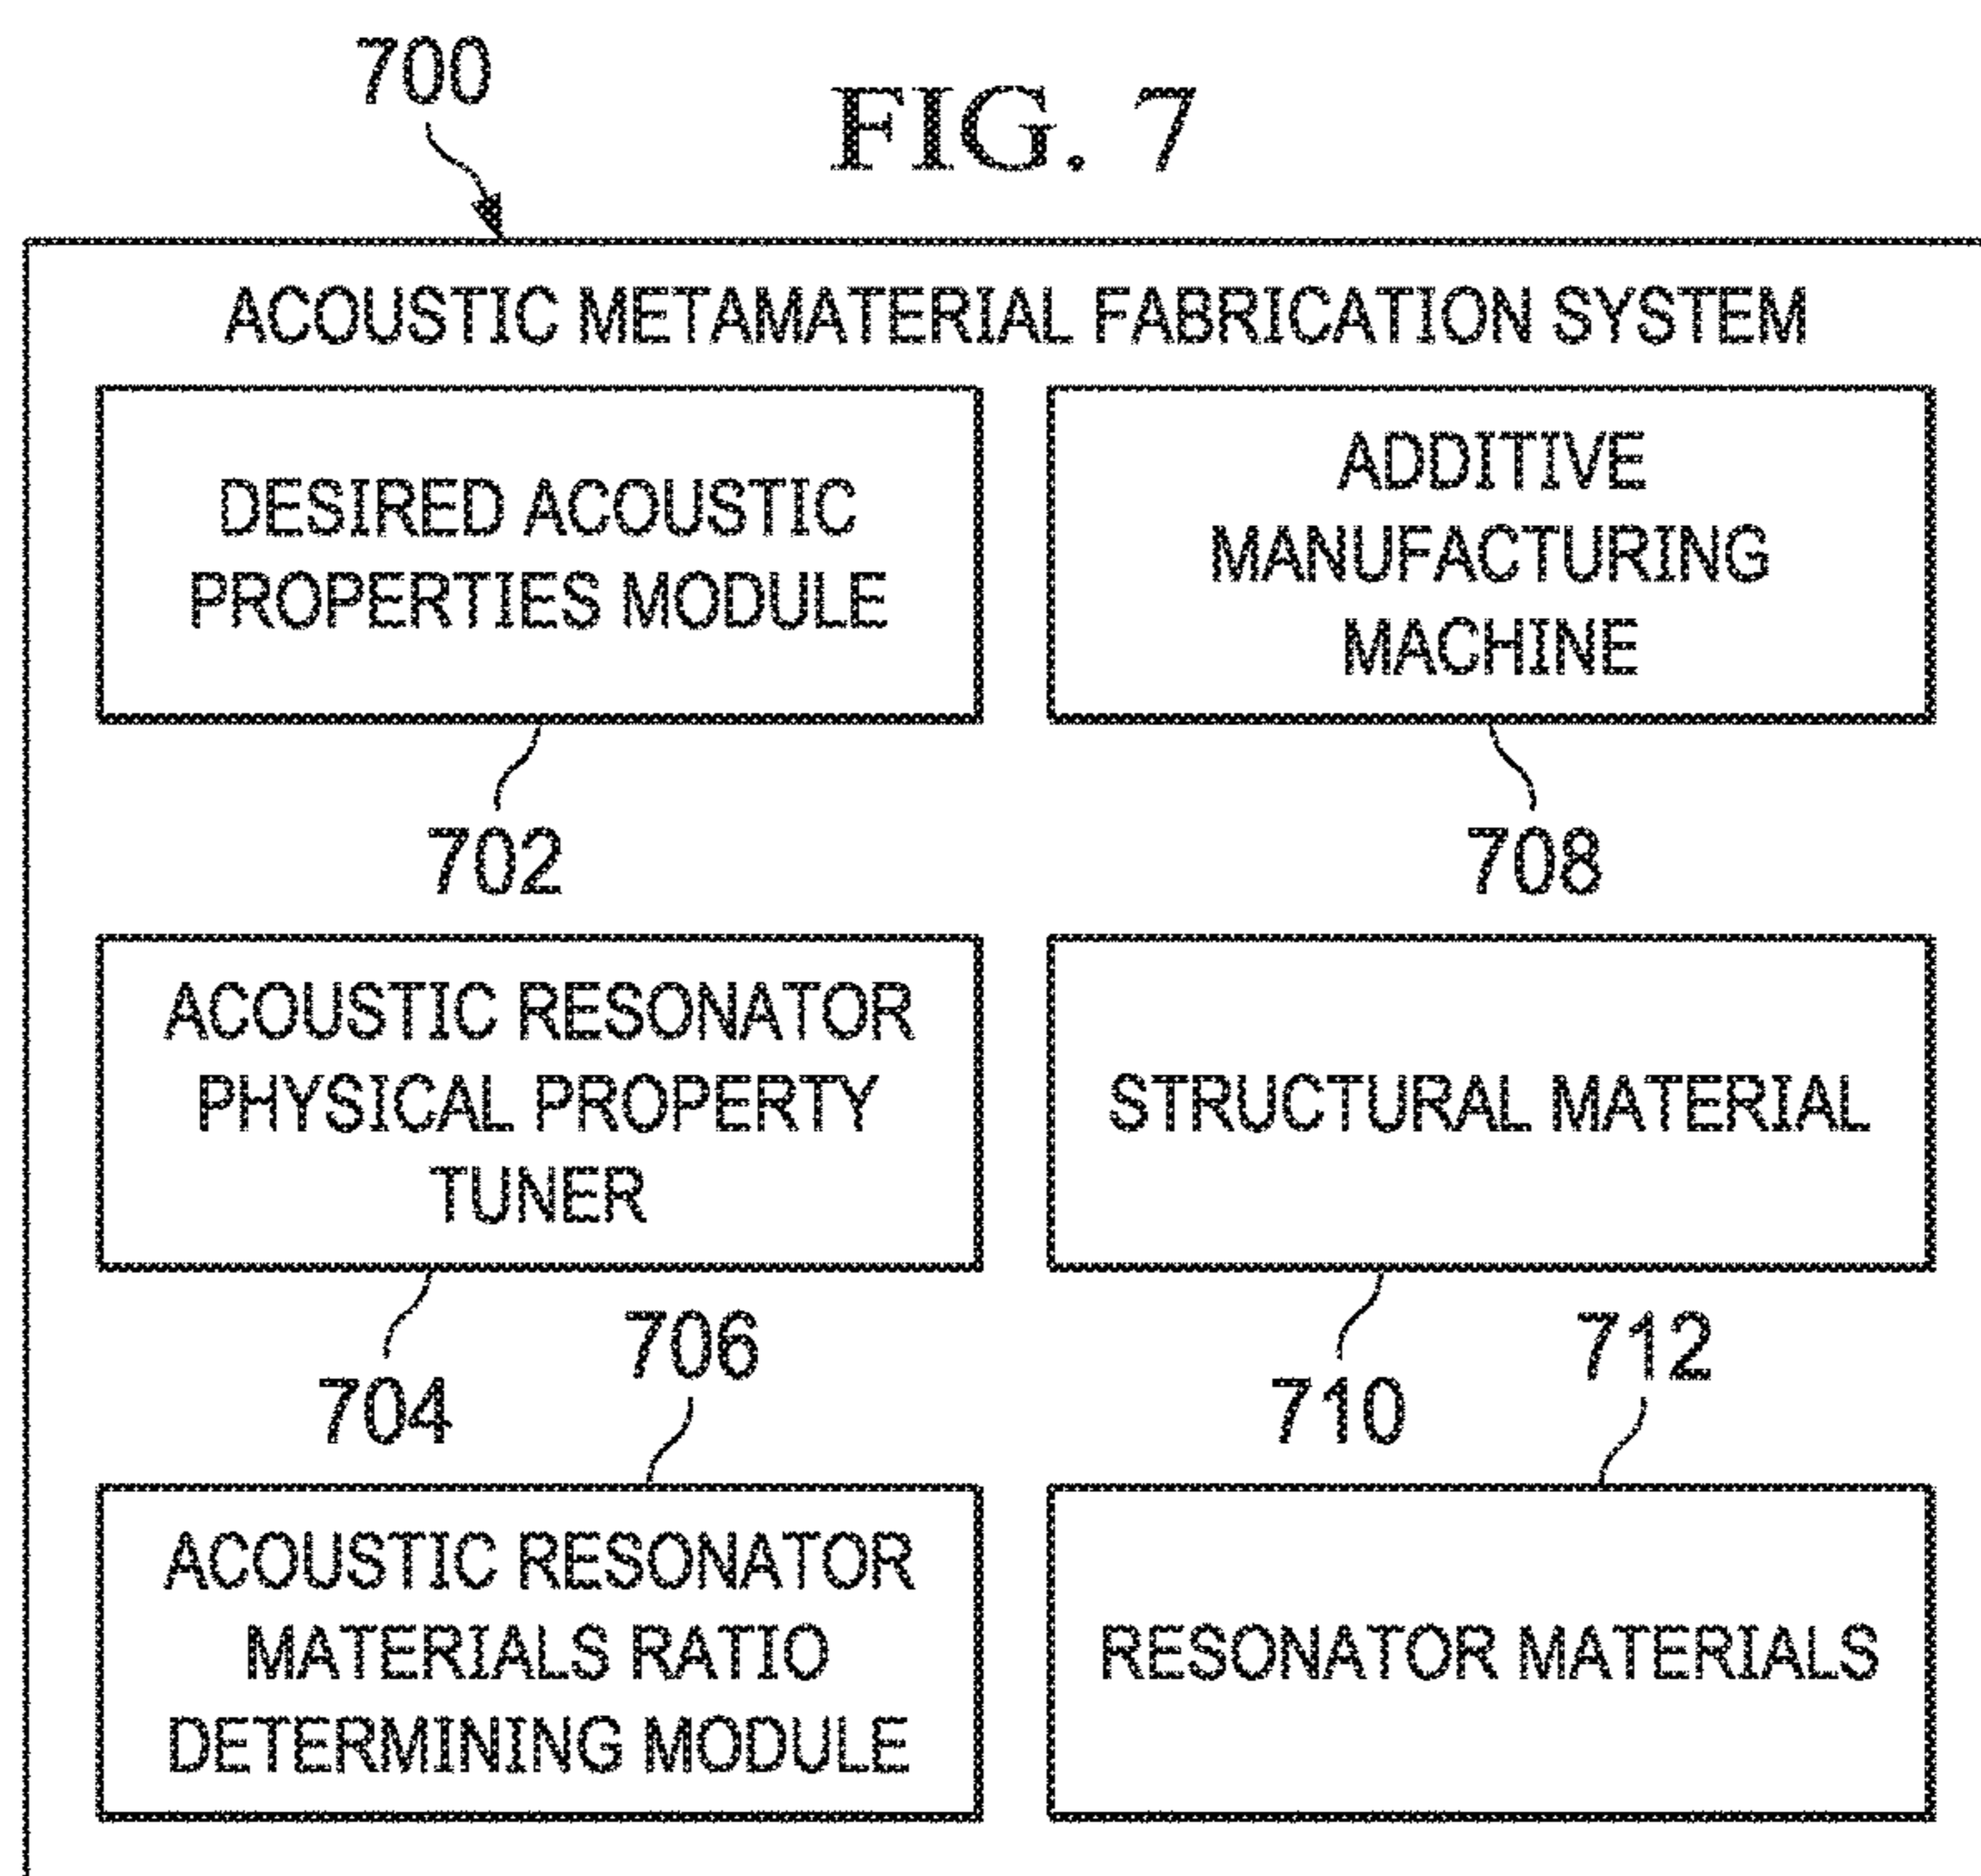 700
FIG. 7
ACOUSTIC METAMATERIAL FABRICATION SYSTEM
DESIRED ACOUSTIC
PROPERTIES MODULE
702
ADDITIVE
MANUFACTURING
MACHINE
708
ACOUSTIC RESONATOR
PHYSICAL PROPERTY
TUNER
704
STRUCTURAL MATERIAL
710
706
ACOUSTIC RESONATOR
MATERIALS RATIO
DETERMINING MODULE
712
RESONATOR MATERIALS